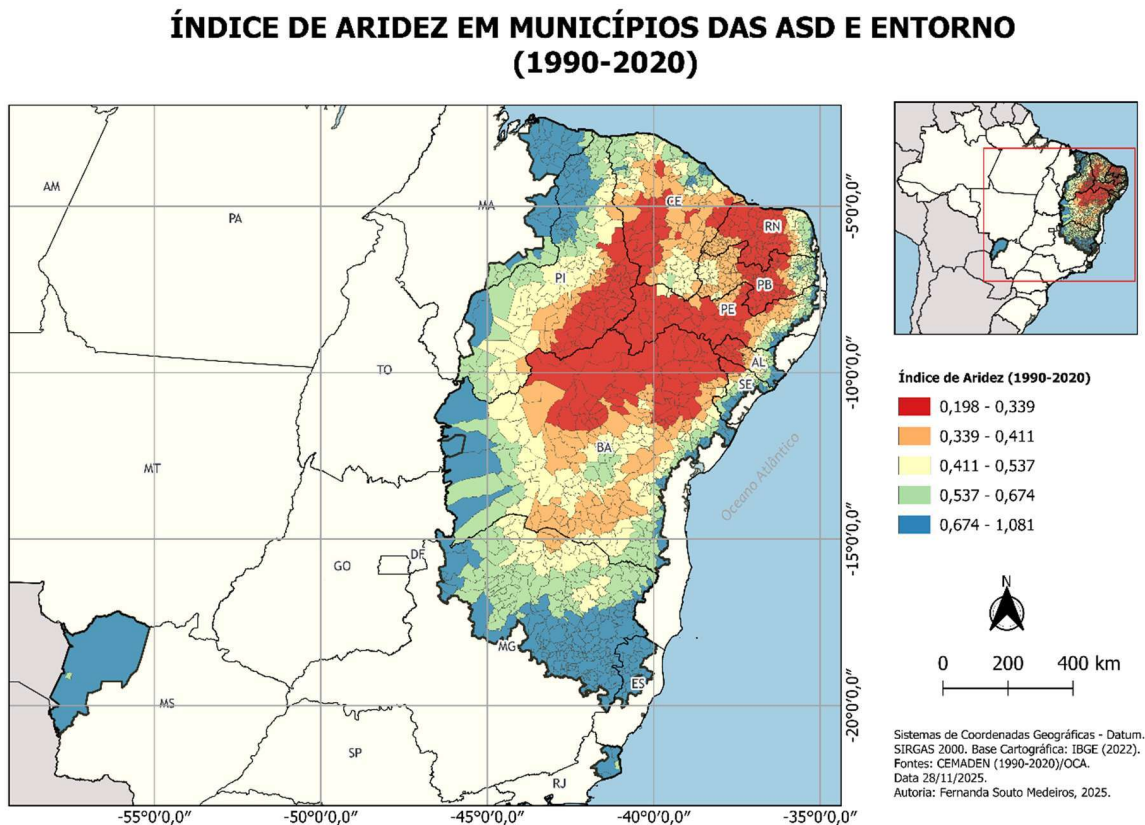 ÍNDICE DE ARIDEZ EM MUNICÍPIOS DAS ASD E ENTORNO
(1990-2020)
AM
PA
MA
CE
RN
PI
PB
PE
TO
AL
SE
BA
MT
Oceano Atlântico
GO
DF
MG
ES
MS
SP
RJ
-5°0'0,0''
-10°0'0,0''
-15°0'0,0''
-20°0'0,0''
-55°0'0,0''
-50°0'0,0''
-45°0'0,0''
-40°0'0,0''
-35°0'0,0''
Índice de Aridez (1990-2020)
0,198 - 0,339
0,339 - 0,411
0,411 - 0,537
0,537 - 0,674
0,674 - 1,081
N
0 200 400 km
Sistemas de Coordenadas Geográficas - Datum.
SIRGAS 2000. Base Cartográfica: IBGE (2022).
Fontes: CEMADEN (1990-2020)/OCA.
Data 28/11/2025.
Autoria: Fernanda Souto Medeiros, 2025.